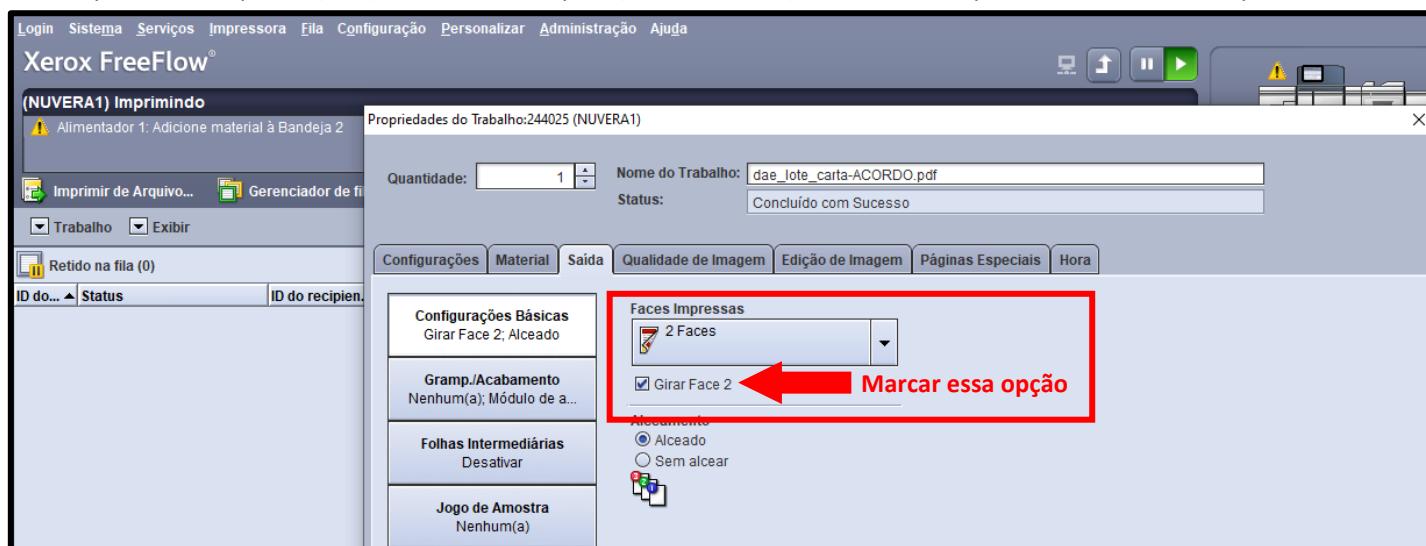 Login Sistema Serviços Impressora Fila Configuração Personalizar Administração Ajuda
Xerox FreeFlow®
(NUVERA1) Imprimindo
Alimentador 1: Adicione material à Bandeja 2
Propriedades do Trabalho:244025 (NUVERA1)
Quantidade: 1 Nome do Trabalho: dae_lote_carta-ACORDO.pdf
Status: Concluído com Sucesso
Imprimir de Arquivo... Gerenciador de fi
Trabalho Exibir
Retido na fila (0)
ID do... Status ID do recipien.
Configurações Material Saída Qualidade de Imagem Edição de Imagem Páginas Especiais Hora
Configurações Básicas
Girar Face 2; Alceado
Gramp./Acabamento
Nenhum(a); Módulo de a...
Folhas Intermediárias
Desativar
Jogo de Amostra
Nenhum(a)
Faces Impressas
2 Faces
Girar Face 2
Marcar essa opção
Alceamento
Alceado
Sem alcear